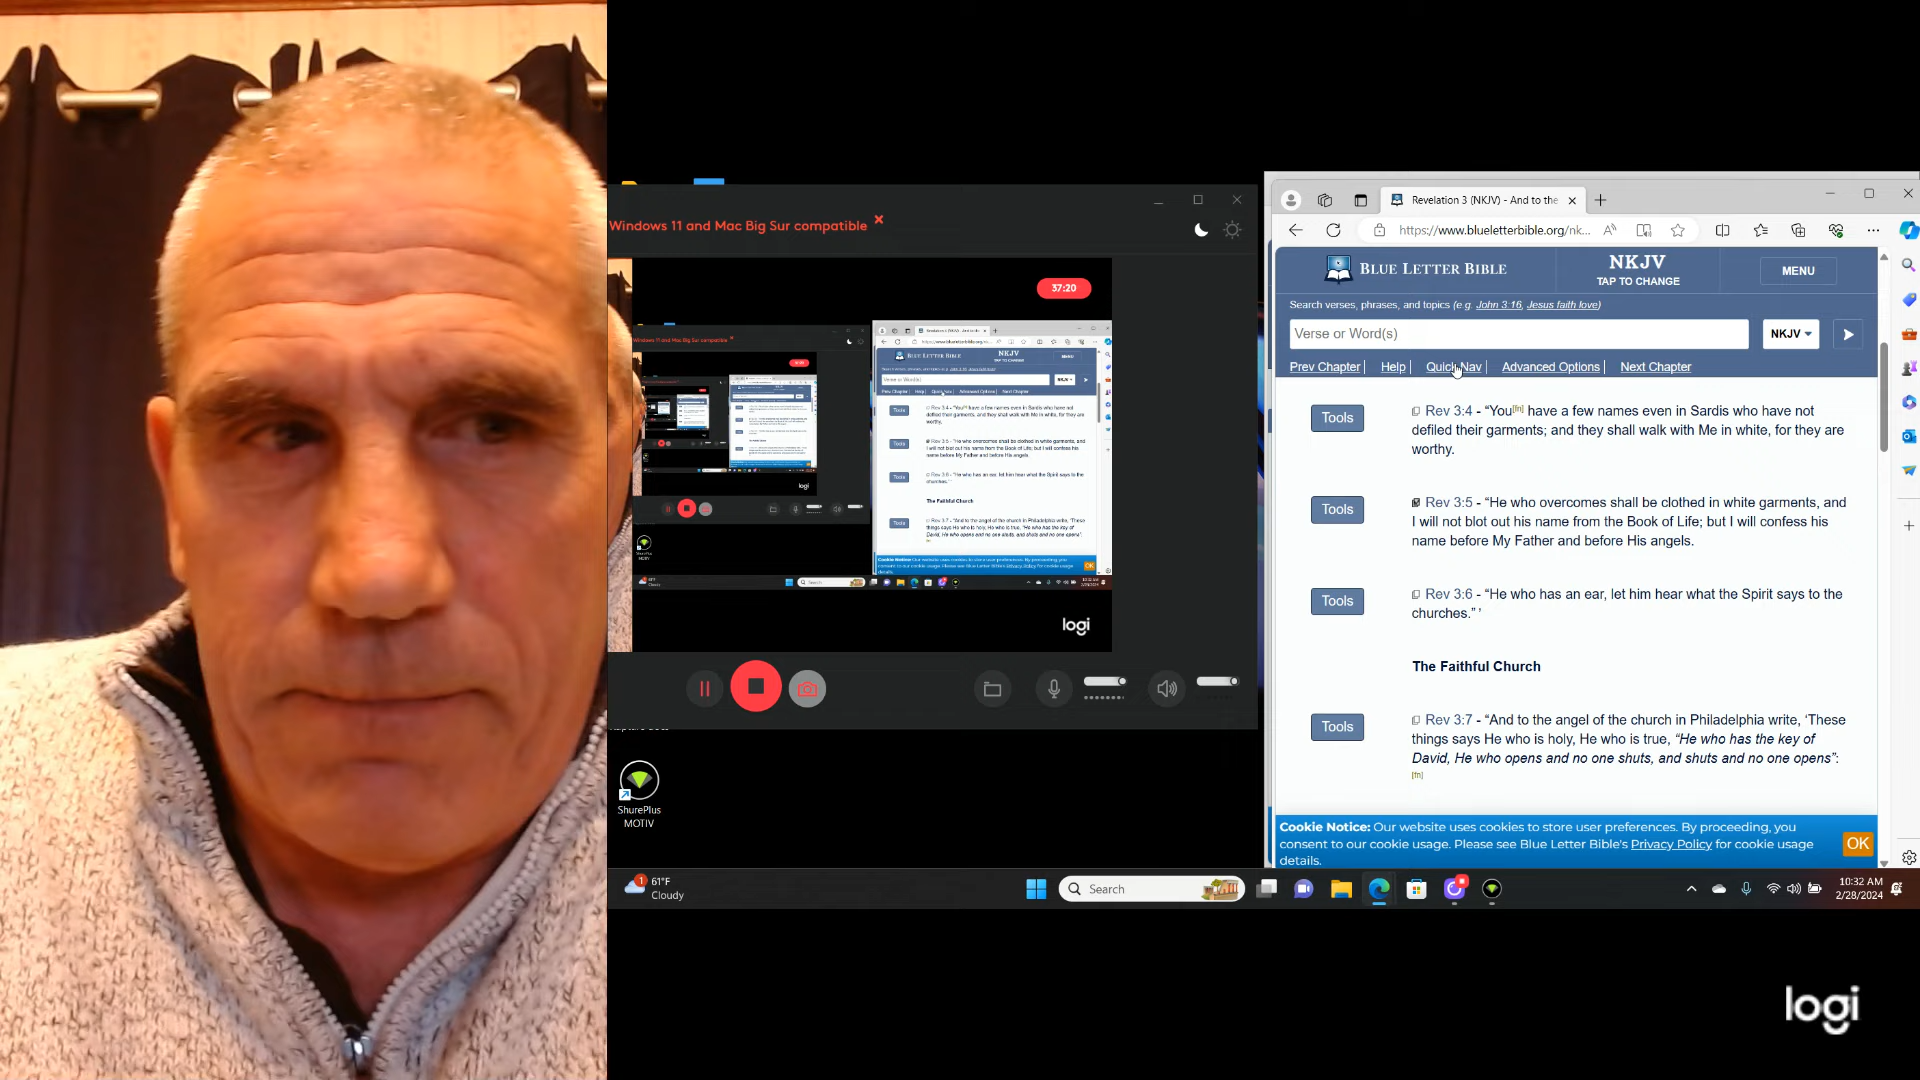 Windows 11 and Mac Big Sur compatible
37:20
logi
ShurePlus
MOTIV
61°F
Cloudy
1
Search
10:32 AM
2/28/2024
Revelation 3 (NKJV) - And to the
https://www.blueletterbible.org/nk...
BLUE LETTER BIBLE
NKJV
TAP TO CHANGE
MENU
Search verses, phrases, and topics (e.g. John 3:16, Jesus faith love)
Verse or Word(s)
NKJV
Prev Chapter | Help | Quick Nav | Advanced Options | Next Chapter
Tools
Rev 3:4 - “You[fn] have a few names even in Sardis who have not
defiled their garments; and they shall walk with Me in white, for they are
worthy.
Tools
Rev 3:5 - “He who overcomes shall be clothed in white garments, and
I will not blot out his name from the Book of Life; but I will confess his
name before My Father and before His angels.
Tools
Rev 3:6 - “He who has an ear, let him hear what the Spirit says to the
churches.” ’
The Faithful Church
Tools
Rev 3:7 - “And to the angel of the church in Philadelphia write, ‘These
things says He who is holy, He who is true, “He who has the key of
David, He who opens and no one shuts, and shuts and no one opens”:
[fn]
Cookie Notice: Our website uses cookies to store user preferences. By proceeding, you
consent to our cookie usage. Please see Blue Letter Bible's Privacy Policy for cookie usage
details.
OK
logi